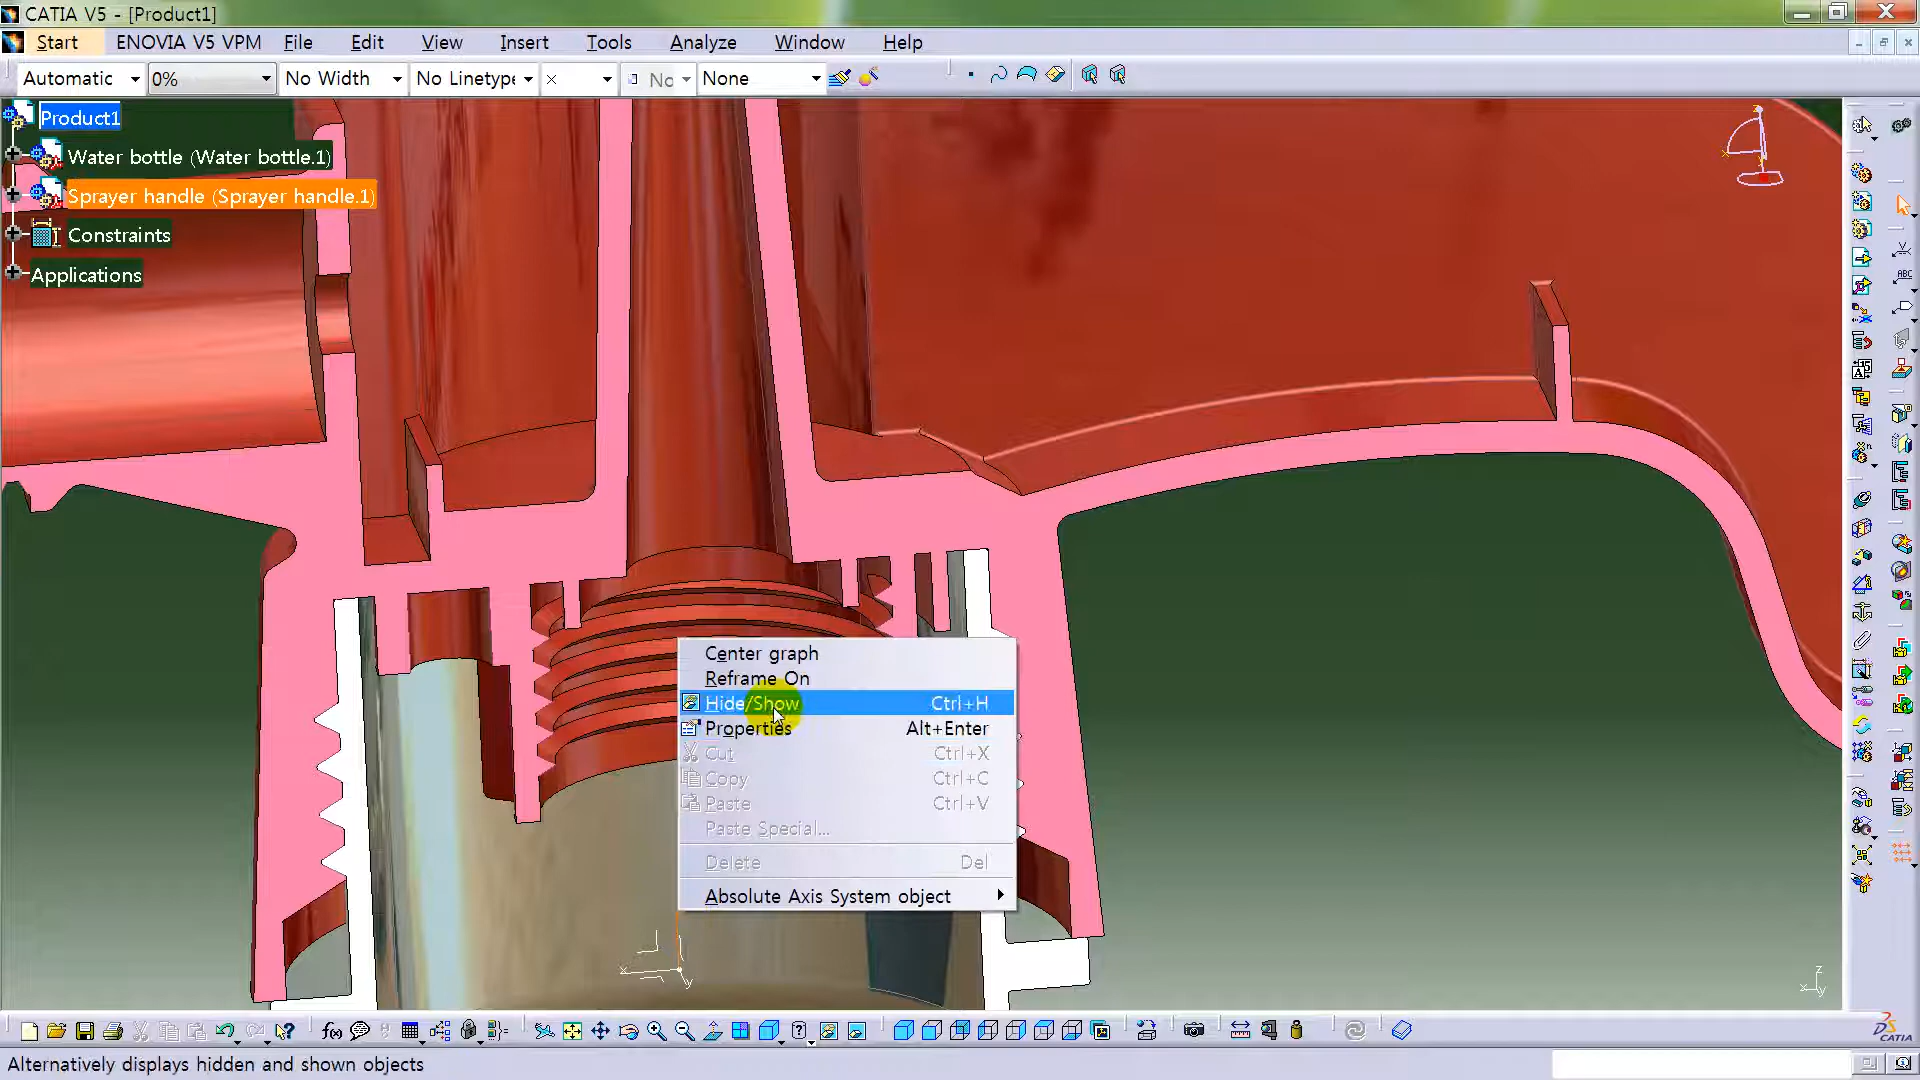 CATIA V5 - [Product1]
Start ENOVIA V5 VPM File Edit View Insert Tools Analyze Window Help
Automatic 0% No Width No Linetype × No None
Product1
Water bottle (Water bottle.1)
Sprayer handle (Sprayer handle.1)
Constraints
Applications
Center graph
Reframe On
Hide/Show Ctrl+H
Properties Alt+Enter
Cut Ctrl+X
Copy Ctrl+C
Paste Ctrl+V
Paste Special...
Delete Del
Absolute Axis System object
x y
z
x y
ABC
f(x)
CATIA
Alternatively displays hidden and shown objects